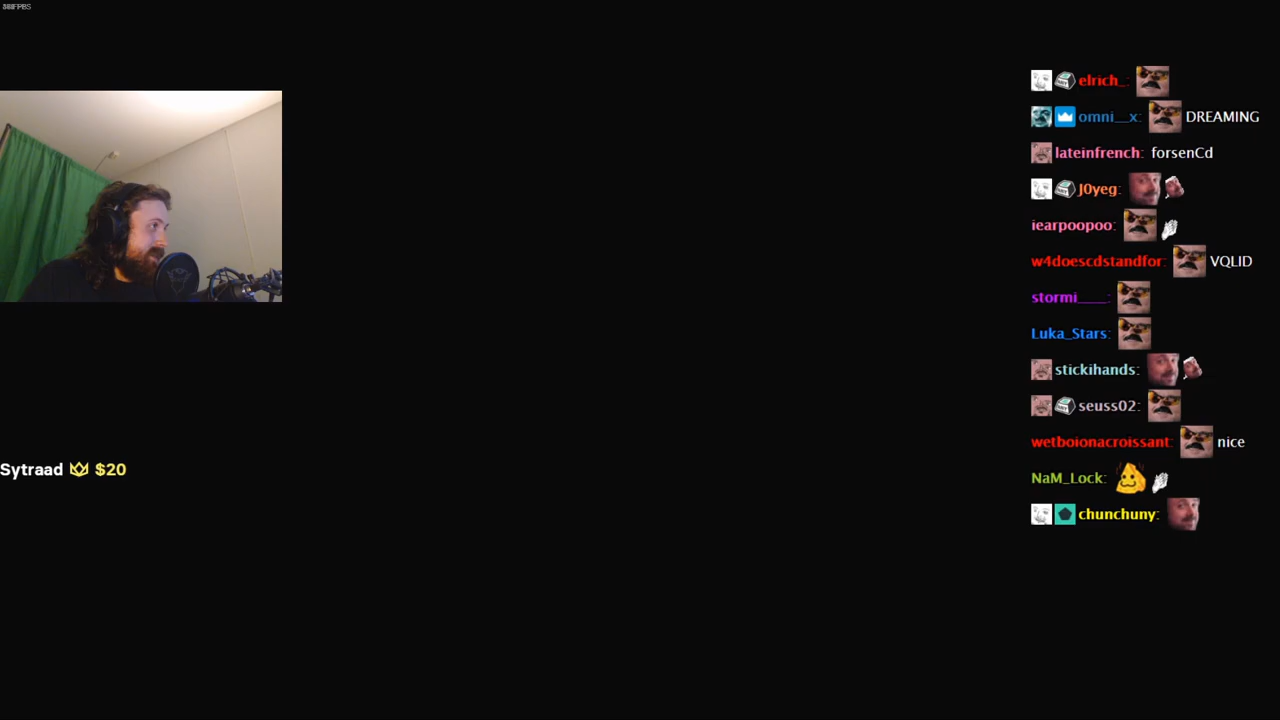 elrich_:
omni__x: DREAMING
lateinfrench: forsenCd
J0yeg:
iearpoopoo:
w4doescdstandfor: VQLID
stormi____:
Luka_Stars:
stickihands:
seuss02:
wetboionacroissant: nice
Sytraad $20
NaM_Lock:
chunchuny: